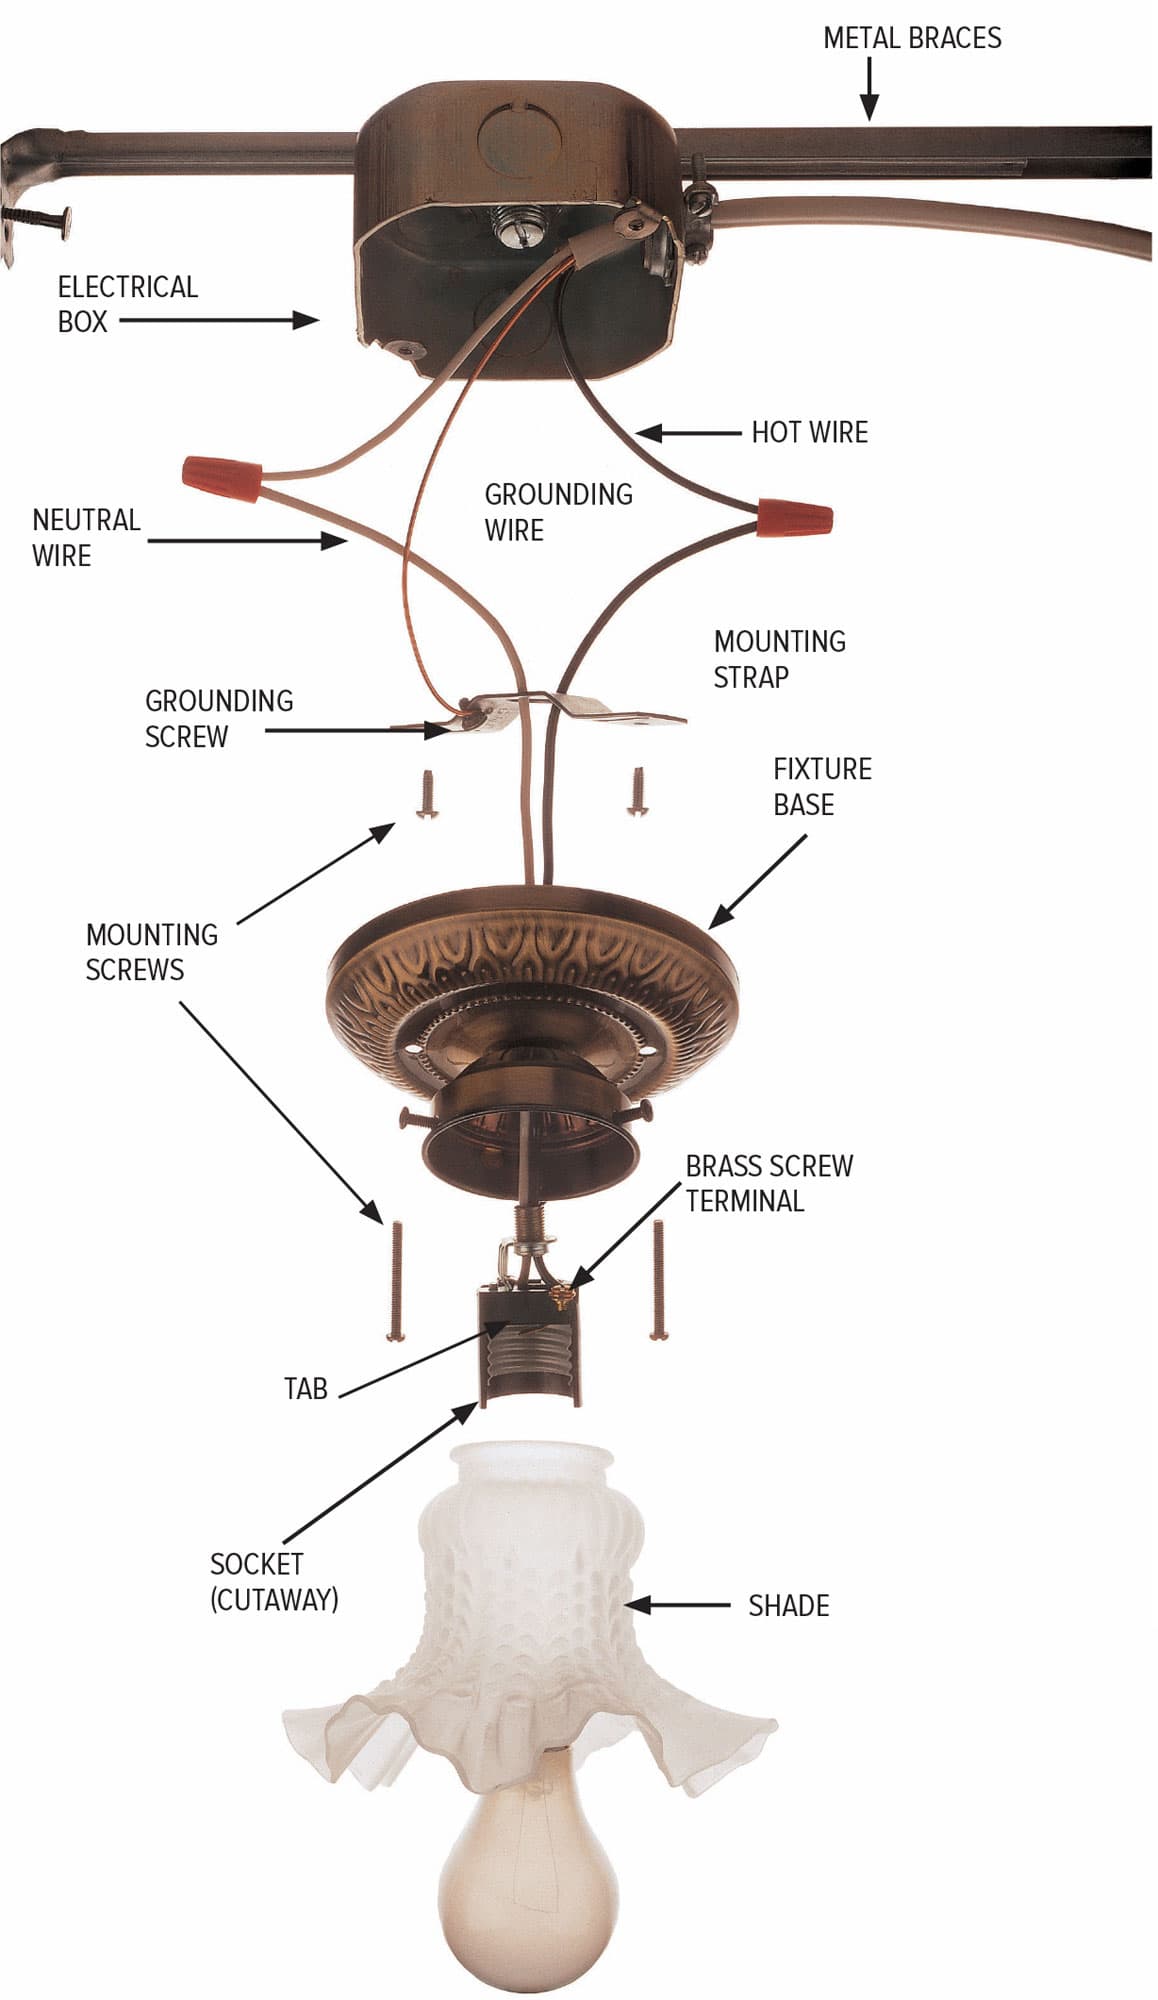 METAL BRACES
ELECTRICAL
BOX
HOT WIRE
GROUNDING
WIRE
NEUTRAL
WIRE
MOUNTING
STRAP
GROUNDING
SCREW
FIXTURE
BASE
MOUNTING
SCREWS
BRASS SCREW
TERMINAL
TAB
SOCKET
(CUTAWAY)
SHADE